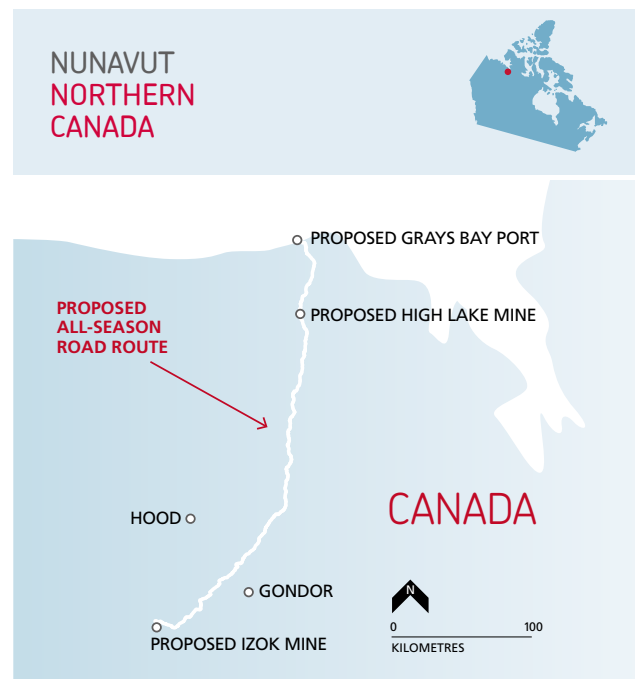 NUNAVUT
NORTHERN
CANADA
PROPOSED GRAYS BAY PORT
PROPOSED HIGH LAKE MINE
PROPOSED
ALL-SEASON
ROAD ROUTE
CANADA
HOOD
GONDOR
PROPOSED IZOK MINE
N
0 100
KILOMETRES